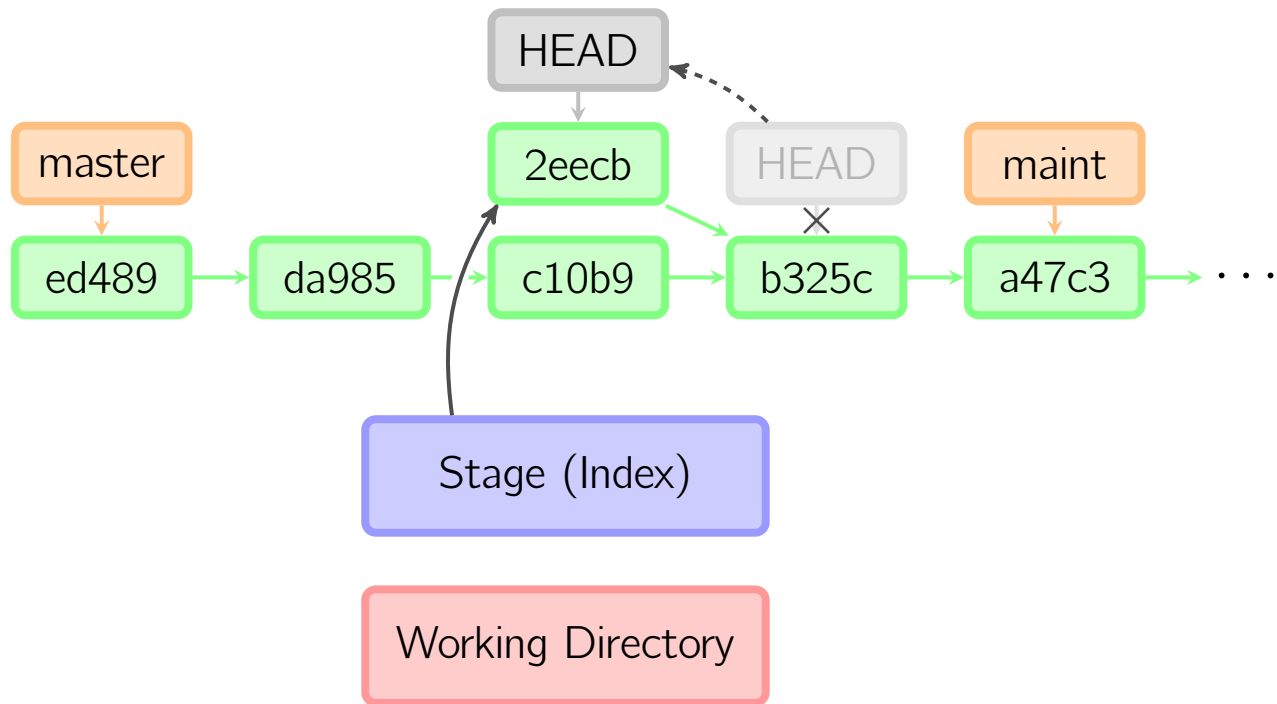 HEAD
master
2eecb
HEAD
maint
ed489
da985
c10b9
b325c
a47c3
...
Stage (Index)
Working Directory